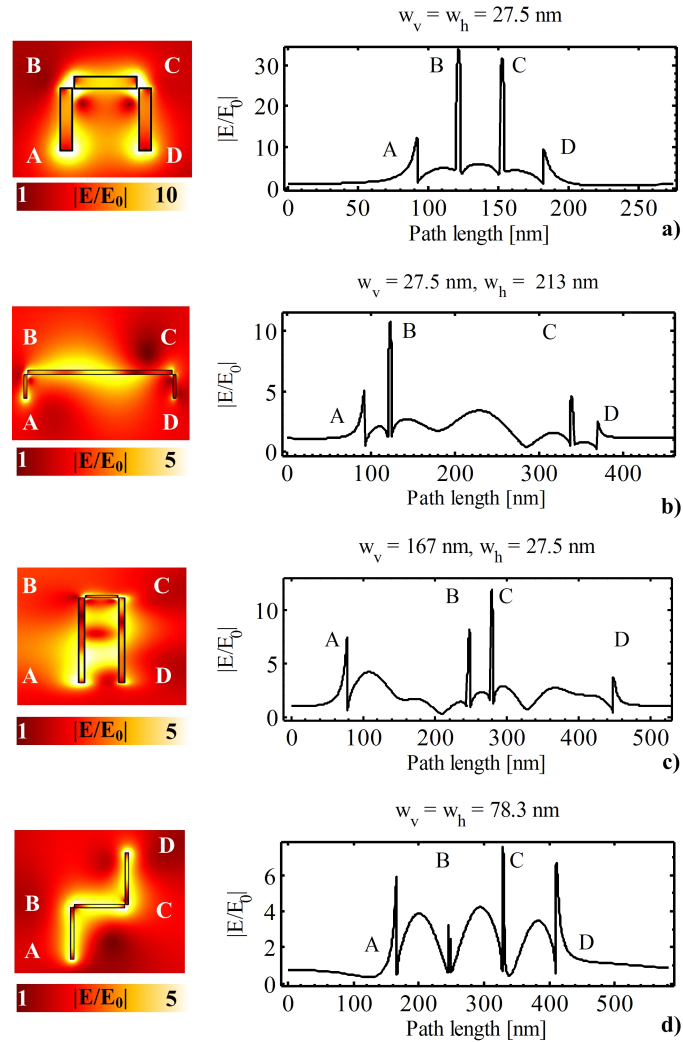 w_v = w_h = 27.5 nm
B C
A D
1 |E/E_0| 10
|E/E_0|
30
20
10
0
A B C D
0 50 100 150 200 250
Path length [nm]
a)
w_v = 27.5 nm, w_h = 213 nm
B C
A D
1 |E/E_0| 5
|E/E_0|
10
5
0
A B C D
0 100 200 300 400
Path length [nm]
b)
w_v = 167 nm, w_h = 27.5 nm
B C
A D
1 |E/E_0| 5
|E/E_0|
10
5
0
A B C D
0 100 200 300 400 500
Path length [nm]
c)
w_v = w_h = 78.3 nm
D
B C
A
1 |E/E_0| 5
|E/E_0|
6
4
2
0
A B C D
0 100 200 300 400 500
Path length [nm]
d)